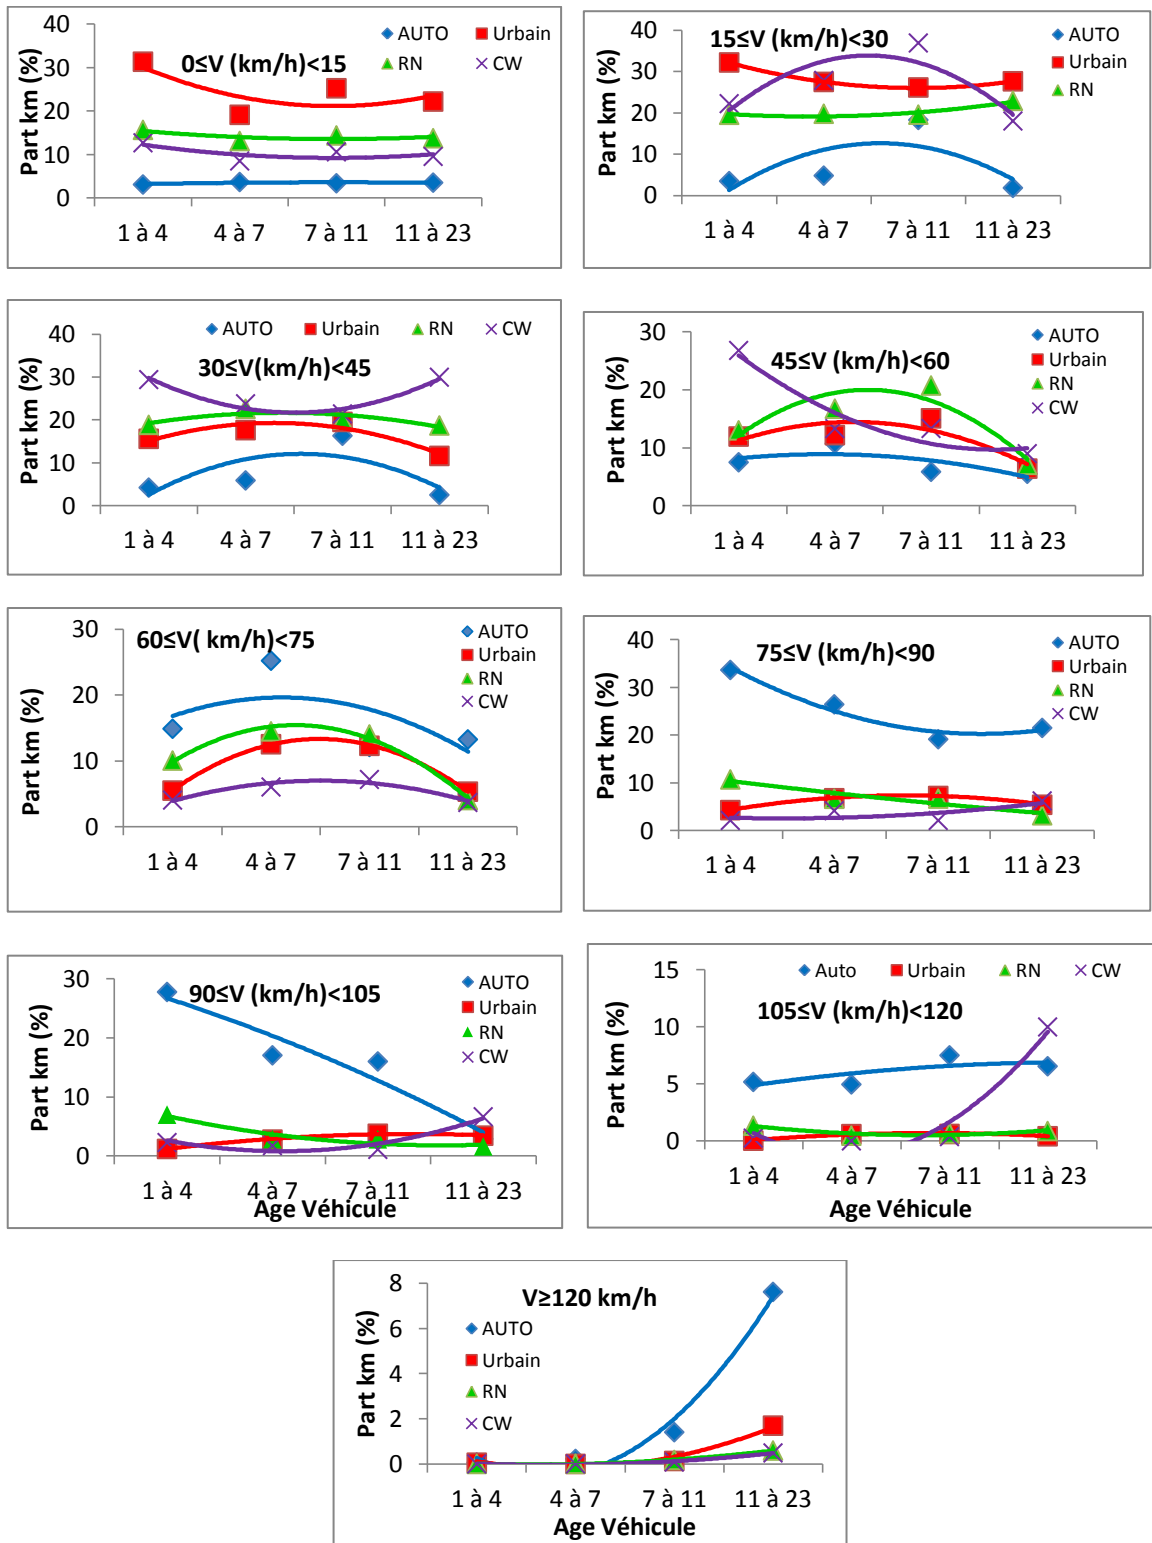 40
30
20
10
0
Part km (%)
0≤V (km/h)<15
AUTO
Urbain
RN
CW
1 à 4
4 à 7
7 à 11
11 à 23
40
30
20
10
0
Part km (%)
15≤V (km/h)<30
AUTO
Urbain
RN
1 à 4
4 à 7
7 à 11
11 à 23
40
30
20
10
0
Part km (%)
AUTO
Urbain
RN
CW
30≤V(km/h)<45
1 à 4
4 à 7
7 à 11
11 à 23
30
20
10
0
Part km (%)
45≤V (km/h)<60
AUTO
Urbain
RN
CW
1 à 4
4 à 7
7 à 11
11 à 23
30
20
10
0
Part km (%)
60≤V( km/h)<75
AUTO
Urbain
RN
CW
1 à 4
4 à 7
7 à 11
11 à 23
40
30
20
10
0
Part km (%)
75≤V (km/h)<90
AUTO
Urbain
RN
CW
1 à 4
4 à 7
7 à 11
11 à 23
30
20
10
0
Part km (%)
90≤V (km/h)<105
AUTO
Urbain
RN
CW
1 à 4
4 à 7
7 à 11
11 à 23
Age Véhicule
15
10
5
0
Part km (%)
Auto
Urbain
RN
CW
105≤V (km/h)<120
1 à 4
4 à 7
7 à 11
11 à 23
Age Véhicule
8
6
4
2
0
Part km (%)
V≥120 km/h
AUTO
Urbain
RN
CW
1 à 4
4 à 7
7 à 11
11 à 23
Age Véhicule